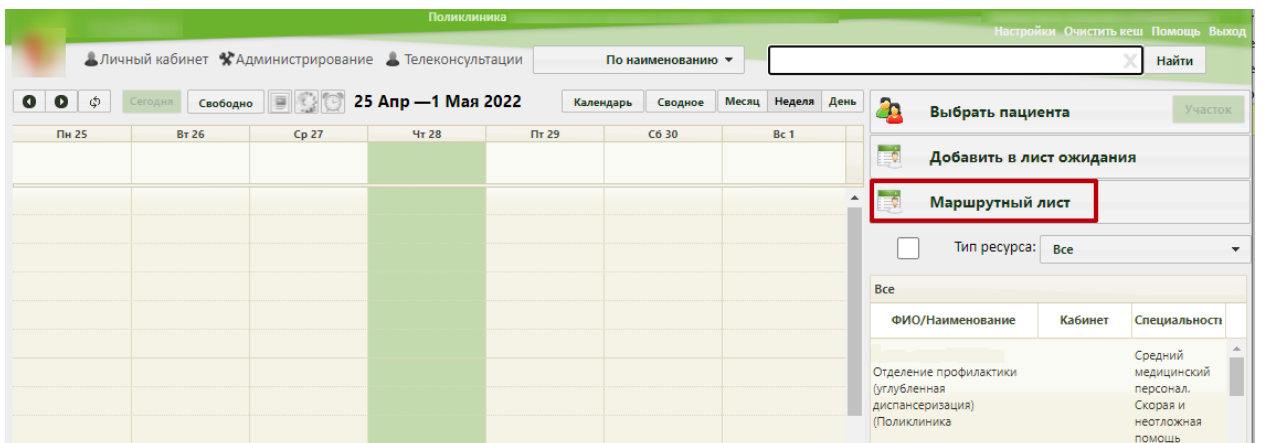 Поликлиника
Настройки Очистить кеш Помощь Выход
Личный кабинет Администрирование Телеконсультации По наименованию X Найти
Сегодня Свободно 25 Апр —1 Мая 2022 Календарь Сводное Месяц Неделя День
Выбрать пациента Участок
Пн 25 Вт 26 Ср 27 Чт 28 Пт 29 Сб 30 Вс 1
Добавить в лист ожидания
Маршрутный лист
Тип ресурса: Все
Все
ФИО/Наименование Кабинет Специальность
Средний
Отделение профилактики медицинский
(углубленная персонал.
диспансеризация) Скорая и
(Поликлиника неотложная
помощь